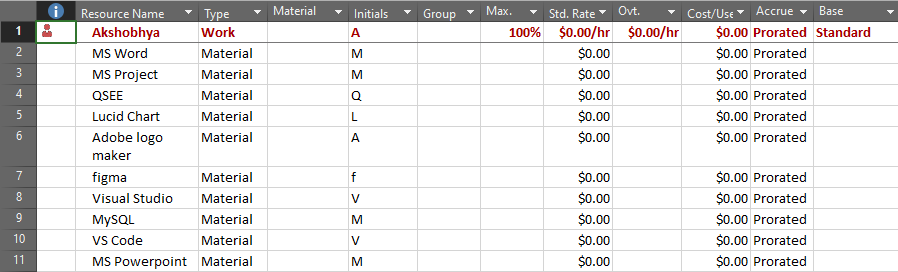 Resource Name Type Material Initials Group Max. Std. Rate Ovt. Cost/Use Accrue Base
1 Akshobhya Work A 100% $0.00/hr $0.00/hr $0.00 Prorated Standard
2 MS Word Material M $0.00 $0.00 Prorated
3 MS Project Material M $0.00 $0.00 Prorated
4 QSEE Material Q $0.00 $0.00 Prorated
5 Lucid Chart Material L $0.00 $0.00 Prorated
6 Adobe logo Material A $0.00 $0.00 Prorated
maker
7 figma Material f $0.00 $0.00 Prorated
8 Visual Studio Material V $0.00 $0.00 Prorated
9 MySQL Material M $0.00 $0.00 Prorated
10 VS Code Material V $0.00 $0.00 Prorated
11 MS Powerpoint Material M $0.00 $0.00 Prorated